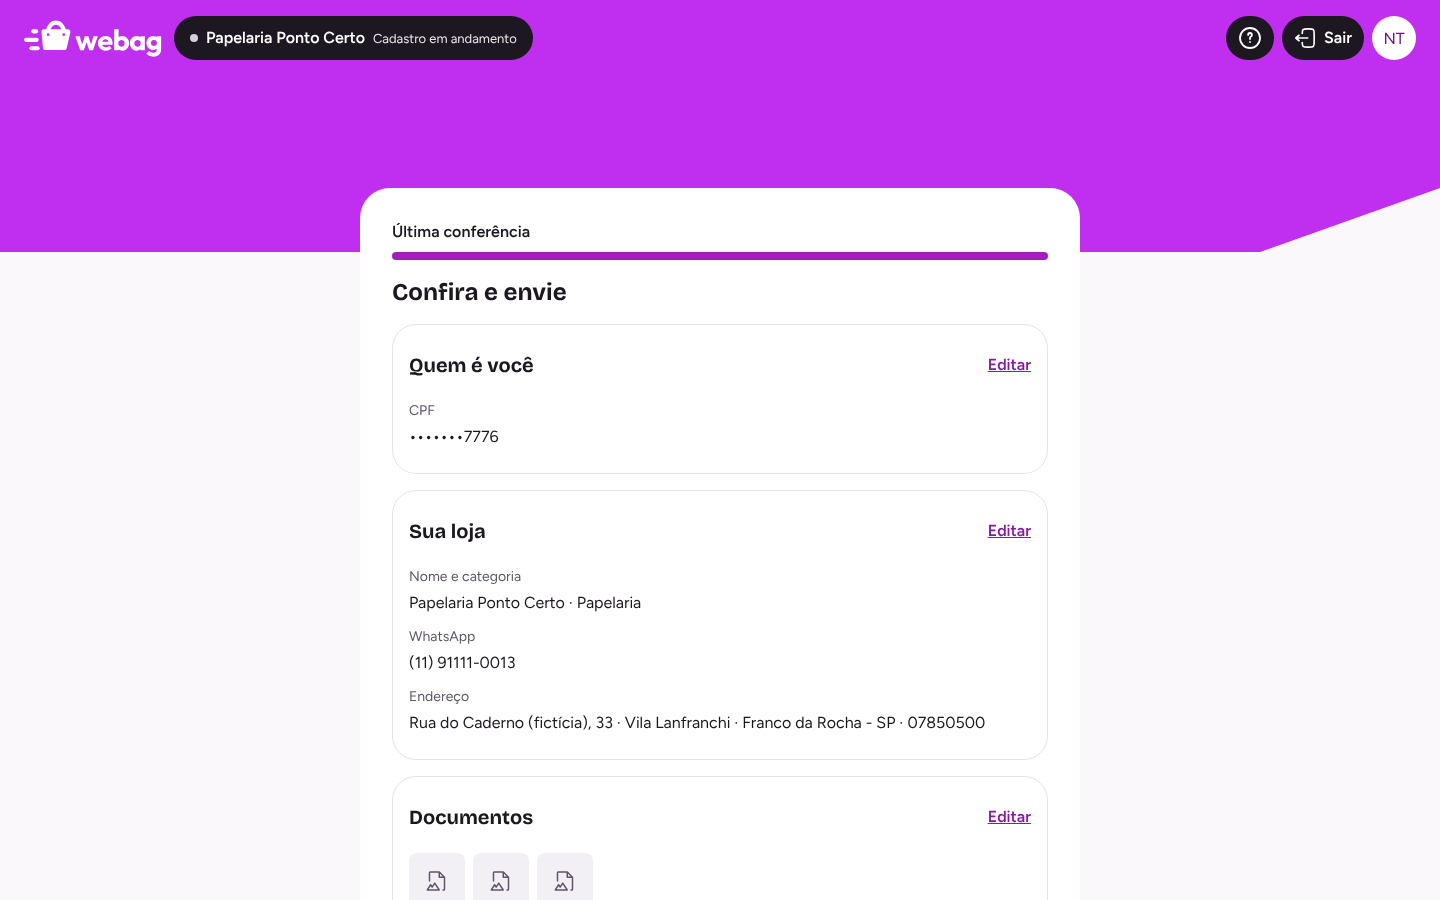 webag
Papelaria Ponto Certo Cadastro em andamento
Sair
NT
Última conferência
Confira e envie
Quem é você
Editar
CPF
•••••••7776
Sua loja
Editar
Nome e categoria
Papelaria Ponto Certo · Papelaria
WhatsApp
(11) 91111-0013
Endereço
Rua do Caderno (fictícia), 33 · Vila Lanfranchi · Franco da Rocha - SP · 07850500
Documentos
Editar